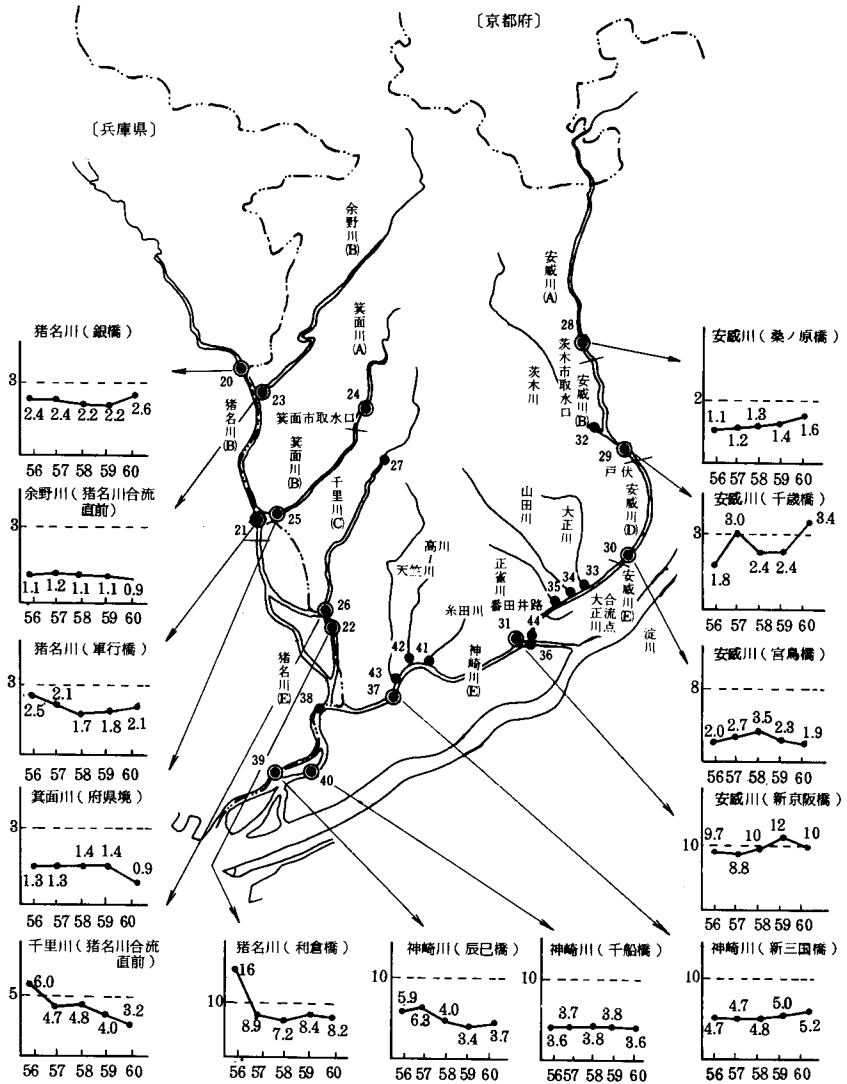 〔京都府〕
〔兵庫県〕
余野川(B)
箕面川(A)
安威川(A)
28
茨木市取水口
安威川(B)
茨木川
32
29
戸伏
安威川(D)
20
23
猪名川(B)
24
箕面市取水口
箕面川(B)
千里川(C)
27
21
25
山田川
大正川
30
安威川(E)
高川
天竺川
正雀川
糸田川
番田井路
35
34
33
大正川合流点
44
31
36
淀川
26
22
猪名川(E)
42
41
43
37
神崎川(E)
38
39
40
猪名川(銀橋)
3
2.4 2.4 2.2 2.2 2.6
56 57 58 59 60
余野川(猪名川合流直前)
3
1.1 1.2 1.1 1.1 0.9
56 57 58 59 60
猪名川(軍行橋)
3
2.5 2.1 1.7 1.8 2.1
56 57 58 59 60
箕面川(府県境)
3
1.3 1.3 1.4 1.4 0.9
56 57 58 59 60
千里川(猪名川合流直前)
5
6.0 4.7 4.8 4.0 3.2
56 57 58 59 60
猪名川(利倉橋)
10
16 8.9 7.2 8.4 8.2
56 57 58 59 60
神崎川(辰巳橋)
10
5.9 6.3 4.0 3.4 3.7
56 57 58 59 60
神崎川(千船橋)
10
3.6 3.7 3.8 3.8 3.6
56 57 58 59 60
神崎川(新三国橋)
10
4.7 4.7 4.8 5.0 5.2
56 57 58 59 60
安威川(桑ノ原橋)
2
1.1 1.2 1.3 1.4 1.6
56 57 58 59 60
安威川(千歳橋)
3
1.8 3.0 2.4 2.4 3.4
56 57 58 59 60
安威川(宮鳥橋)
8
2.0 2.7 3.5 2.3 1.9
56 57 58 59 60
安威川(新京阪橋)
10
9.7 8.8 10 12 10
56 57 58 59 60